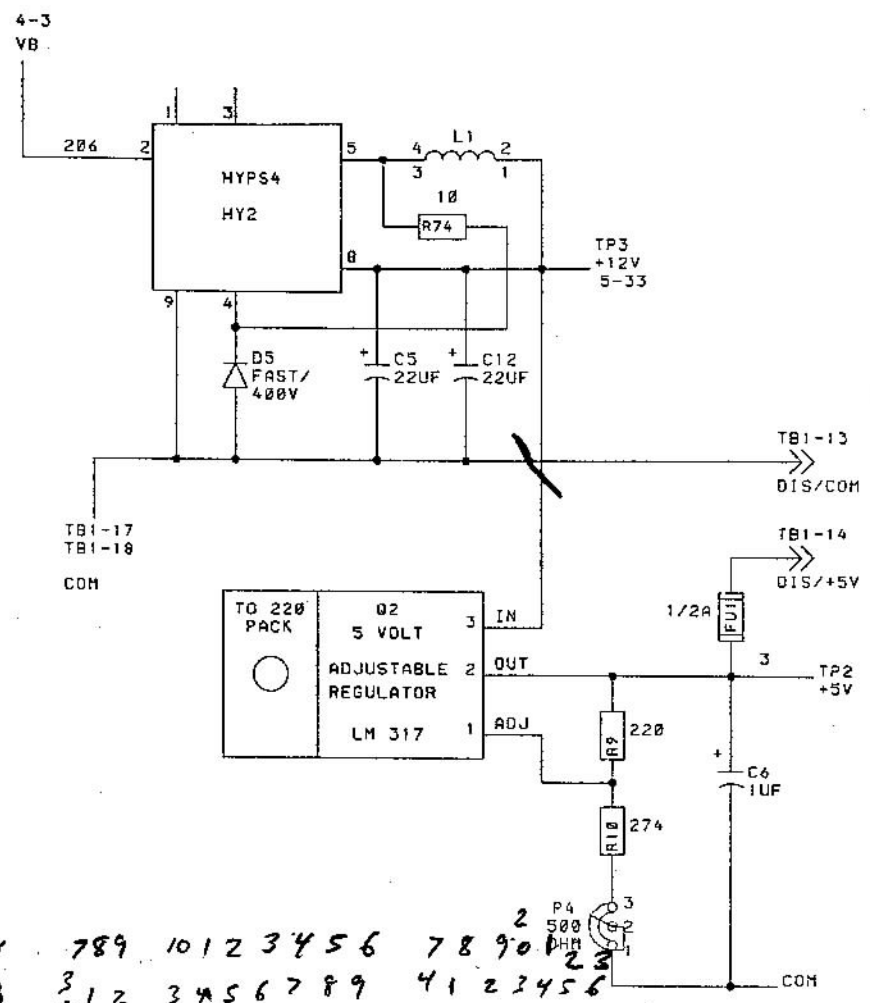 4-3
VB
1 3
206 2
HYPS4
HY2
5 4 L1 2
3 1
10
R74
8
TP3
+12V
5-33
9 4
D5
FAST/
400V
+ C5
22UF
+ C12
22UF
TB1-13
DIS/COM
TB1-17
TB1-18
COM
TB1-14
DIS/+5V
1/2A
FU1
TO 220
PACK
Q2
5 VOLT
ADJUSTABLE
REGULATOR
LM 317
3 IN
2 OUT
1 ADJ
3
TP2
+5V
R9
220
+
C6
1UF
R10
274
P4
500
OHM
3
2
1
COM
789 10 1 2 3 4 5 6 7 8 9 2 0 1 2 3
3 1 2 3 4 5 6 7 8 9 4 1 2 3 4 5 6